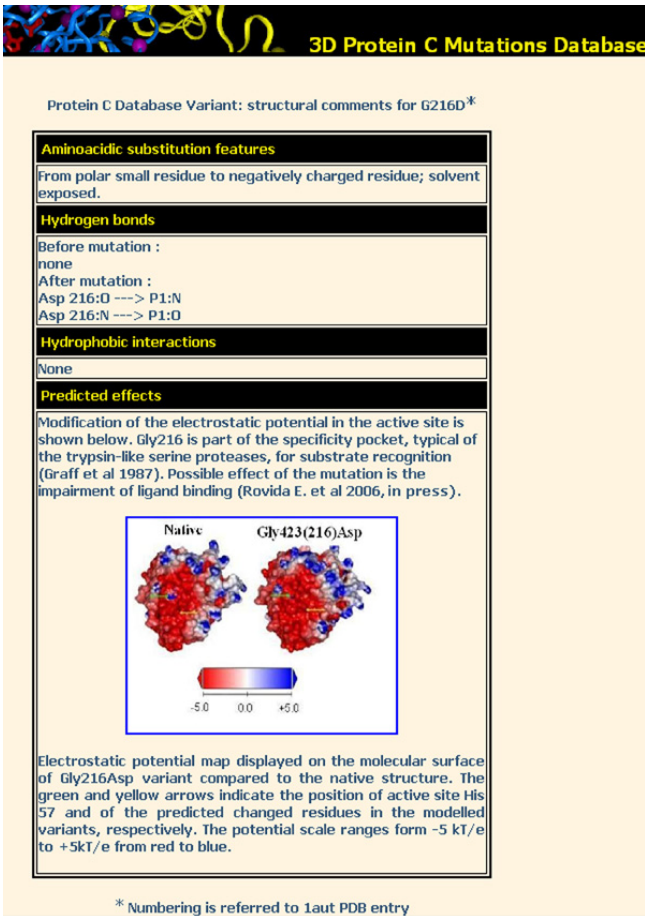 3D Protein C Mutations Database
Protein C Database Variant: structural comments for G216D*
Aminoacidic substitution features
From polar small residue to negatively charged residue; solvent
exposed.
Hydrogen bonds
Before mutation :
none
After mutation :
Asp 216:O ---> P1:N
Asp 216:N ---> P1:O
Hydrophobic interactions
None
Predicted effects
Modification of the electrostatic potential in the active site is
shown below. Gly216 is part of the specificity pocket, typical of
the trypsin-like serine proteases, for substrate recognition
(Graff et al 1987). Possible effect of the mutation is the
impairment of ligand binding (Rovida E. et al 2006, in press).
Native Gly423(216)Asp
-5.0 0.0 +5.0
Electrostatic potential map displayed on the molecular surface
of Gly216Asp variant compared to the native structure. The
green and yellow arrows indicate the position of active site His
57 and of the predicted changed residues in the modelled
variants, respectively. The potential scale ranges form -5 kT/e
to +5kT/e from red to blue.
* Numbering is referred to 1aut PDB entry